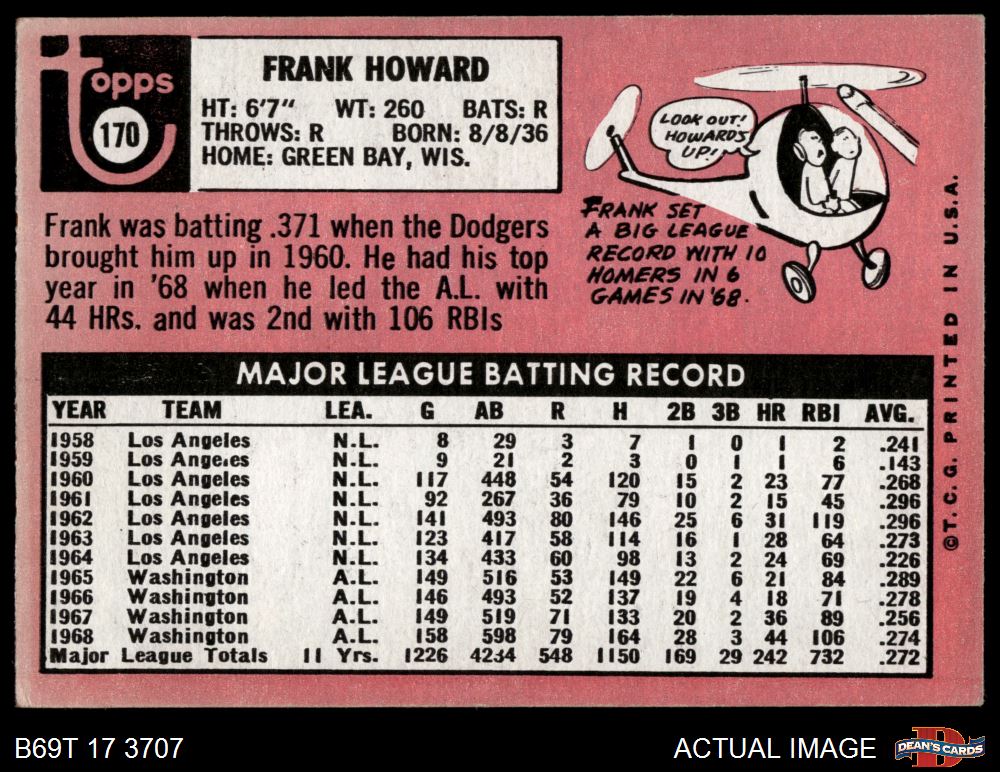 topps
170
FRANK HOWARD
HT: 6'7" WT: 260 BATS: R
THROWS: R BORN: 8/8/36
HOME: GREEN BAY, WIS.
LOOK OUT!
HOWARD'S
UP!
FRANK SET
A BIG LEAGUE
RECORD WITH 10
HOMERS IN 6
GAMES IN '68.
Frank was batting .371 when the Dodgers
brought him up in 1960. He had his top
year in '68 when he led the A.L. with
44 HRs. and was 2nd with 106 RBIs
MAJOR LEAGUE BATTING RECORD
YEAR TEAM LEA. G AB R H 2B 3B HR RBI AVG.
1958 Los Angeles N.L. 8 29 3 7 1 0 1 2 .241
1959 Los Angeles N.L. 9 21 2 3 0 1 1 6 .143
1960 Los Angeles N.L. 117 448 54 120 15 2 23 77 .268
1961 Los Angeles N.L. 92 267 36 79 10 2 15 45 .296
1962 Los Angeles N.L. 141 493 80 146 25 6 31 119 .296
1963 Los Angeles N.L. 123 417 58 114 16 1 28 64 .273
1964 Los Angeles N.L. 134 433 60 98 13 2 24 69 .226
1965 Washington A.L. 149 516 53 149 22 6 21 84 .289
1966 Washington A.L. 146 493 52 137 19 4 18 71 .278
1967 Washington A.L. 149 519 71 133 20 2 36 89 .256
1968 Washington A.L. 158 598 79 164 28 3 44 106 .274
Major League Totals 11 Yrs. 1226 4234 548 1150 169 29 242 732 .272
©T.C.G. PRINTED IN U.S.A.
B69T 17 3707
ACTUAL IMAGE
DEAN'S CARDS